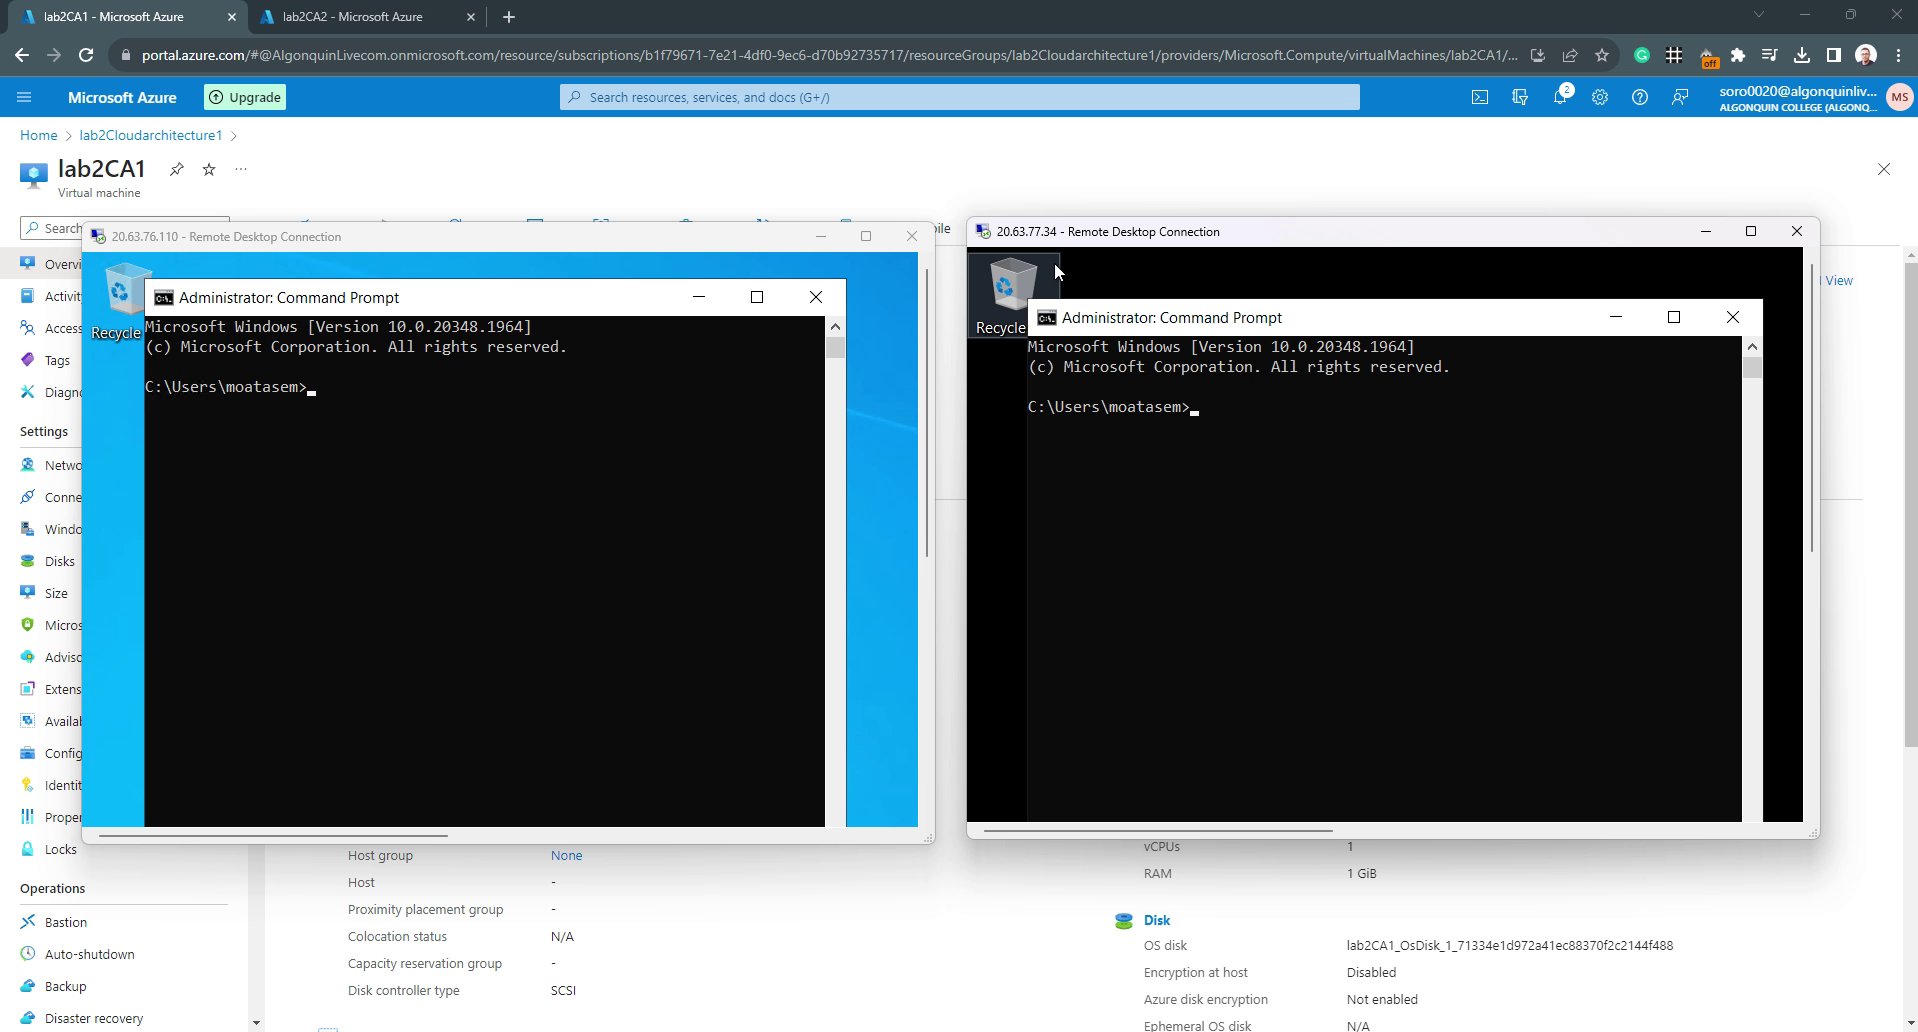 lab2CA1 - Microsoft Azure
lab2CA2 - Microsoft Azure
portal.azure.com/#@AlgonquinLivecom.onmicrosoft.com/resource/subscriptions/b1f79671-7e21-4df0-9ec6-d70b92735717/resourceGroups/lab2Cloudarchitecture1/providers/Microsoft.Compute/virtualMachines/lab2CA1/...
off
Microsoft Azure
Upgrade
Search resources, services, and docs (G+/)
2
soro0020@algonquinliv...
ALGONQUIN COLLEGE (ALGONQ...
MS
Home > lab2Cloudarchitecture1 >
lab2CA1
Virtual machine
Search
20.63.76.110 - Remote Desktop Connection
20.63.77.34 - Remote Desktop Connection
Overvi
Activit
Access
Tags
Diagn
Settings
Netwo
Conne
Windo
Disks
Size
Micros
Adviso
Extens
Availal
Config
Identit
Proper
Locks
Operations
Bastion
Auto-shutdown
Backup
Disaster recovery
Recycle
Administrator: Command Prompt
Microsoft Windows [Version 10.0.20348.1964]
(c) Microsoft Corporation. All rights reserved.
C:\Users\moatasem>
Recycle
Administrator: Command Prompt
Microsoft Windows [Version 10.0.20348.1964]
(c) Microsoft Corporation. All rights reserved.
C:\Users\moatasem>
View
Host group None
Host -
Proximity placement group -
Colocation status N/A
Capacity reservation group -
Disk controller type SCSI
vCPUs 1
RAM 1 GiB
Disk
OS disk lab2CA1_OsDisk_1_71334e1d972a41ec88370f2c2144f488
Encryption at host Disabled
Azure disk encryption Not enabled
Ephemeral OS disk N/A